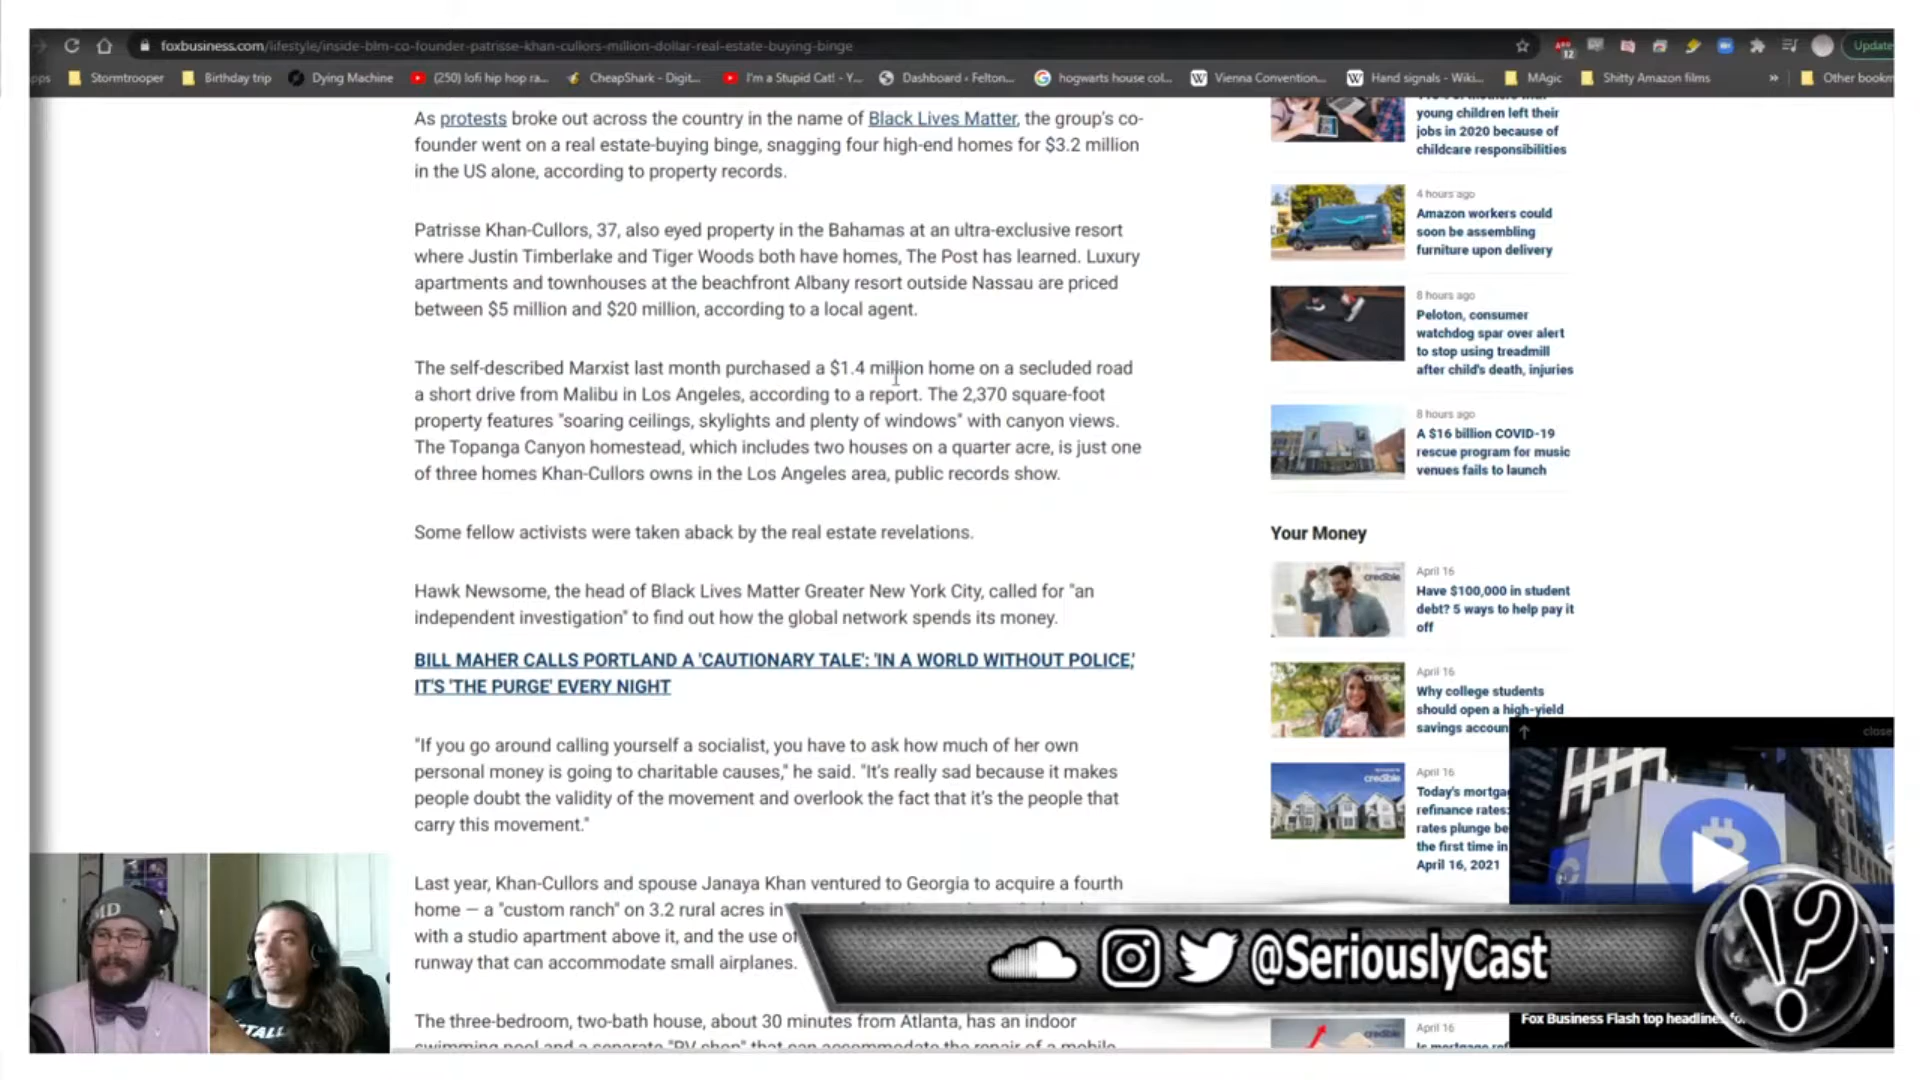 foxbusiness.com/lifestyle/inside-blm-co-founder-patrisse-khan-cullors-million-dollar-real-estate-buying-binge
12
Update
pps
Stormtrooper
Birthday trip
Dying Machine
(250) lofi hip hop ra...
CheapShark - Digit...
I'm a Stupid Cat! - Y...
Dashboard ‹ Felton...
hogwarts house col...
Vienna Convention...
Hand signals - Wiki...
MAgic
Shitty Amazon films
»
Other bookm
As protests broke out across the country in the name of Black Lives Matter, the group's co-
founder went on a real estate-buying binge, snagging four high-end homes for $3.2 million
in the US alone, according to property records.
Patrisse Khan-Cullors, 37, also eyed property in the Bahamas at an ultra-exclusive resort
where Justin Timberlake and Tiger Woods both have homes, The Post has learned. Luxury
apartments and townhouses at the beachfront Albany resort outside Nassau are priced
between $5 million and $20 million, according to a local agent.
The self-described Marxist last month purchased a $1.4 million home on a secluded road
a short drive from Malibu in Los Angeles, according to a report. The 2,370 square-foot
property features "soaring ceilings, skylights and plenty of windows" with canyon views.
The Topanga Canyon homestead, which includes two houses on a quarter acre, is just one
of three homes Khan-Cullors owns in the Los Angeles area, public records show.
Some fellow activists were taken aback by the real estate revelations.
Hawk Newsome, the head of Black Lives Matter Greater New York City, called for "an
independent investigation" to find out how the global network spends its money.
BILL MAHER CALLS PORTLAND A 'CAUTIONARY TALE': 'IN A WORLD WITHOUT POLICE,'
IT'S 'THE PURGE' EVERY NIGHT
"If you go around calling yourself a socialist, you have to ask how much of her own
personal money is going to charitable causes," he said. "It's really sad because it makes
people doubt the validity of the movement and overlook the fact that it's the people that
carry this movement."
Last year, Khan-Cullors and spouse Janaya Khan ventured to Georgia to acquire a fourth
home — a "custom ranch" on 3.2 rural acres in
with a studio apartment above it, and the use of
runway that can accommodate small airplanes.
The three-bedroom, two-bath house, about 30 minutes from Atlanta, has an indoor
swimming pool and a separate "RV shop" that can accommodate the repair of a mobile
young children left their
jobs in 2020 because of
childcare responsibilities
4 hours ago
Amazon workers could
soon be assembling
furniture upon delivery
8 hours ago
Peloton, consumer
watchdog spar over alert
to stop using treadmill
after child's death, injuries
8 hours ago
A $16 billion COVID-19
rescue program for music
venues fails to launch
Your Money
credible
April 16
Have $100,000 in student
debt? 5 ways to help pay it
off
credible
April 16
Why college students
should open a high-yield
savings accoun
credible
April 16
Today's mortga
refinance rates:
rates plunge be
the first time in
April 16, 2021
credible
April 16
Is mortgage ref
close
Fox Business Flash top headlines fo
@SeriouslyCast
!?